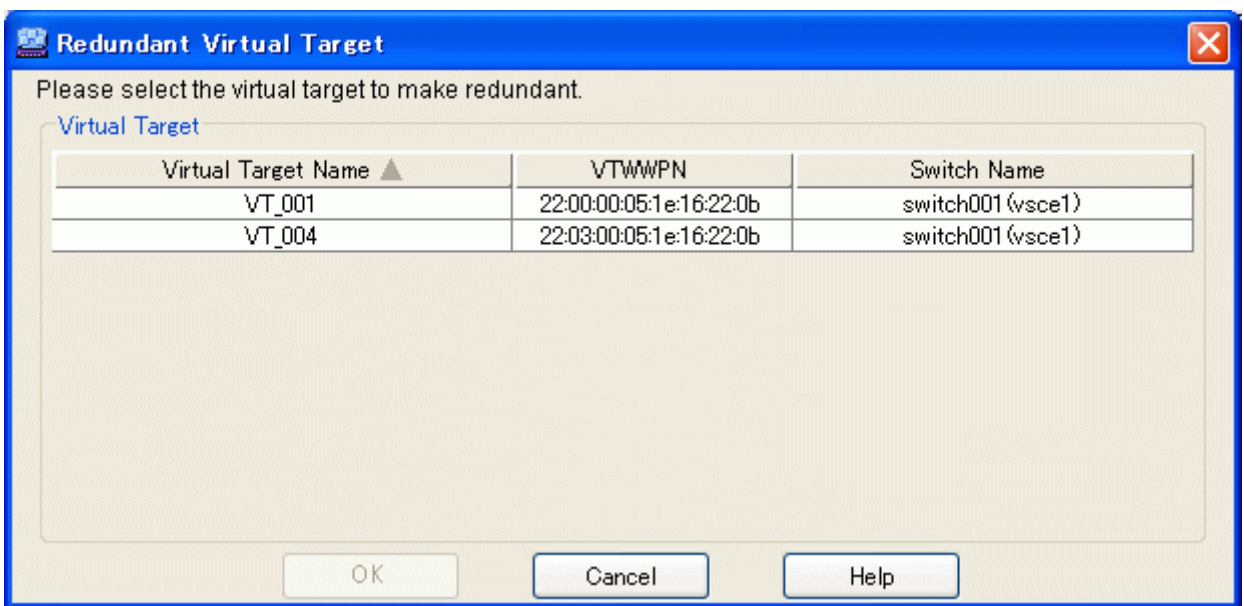 Redundant Virtual Target
Please select the virtual target to make redundant.
Virtual Target
Virtual Target Name VTWWPN Switch Name
VT_001 22:00:00:05:1e:16:22:0b switch001(vsce1)
VT_004 22:03:00:05:1e:16:22:0b switch001(vsce1)
OK Cancel Help